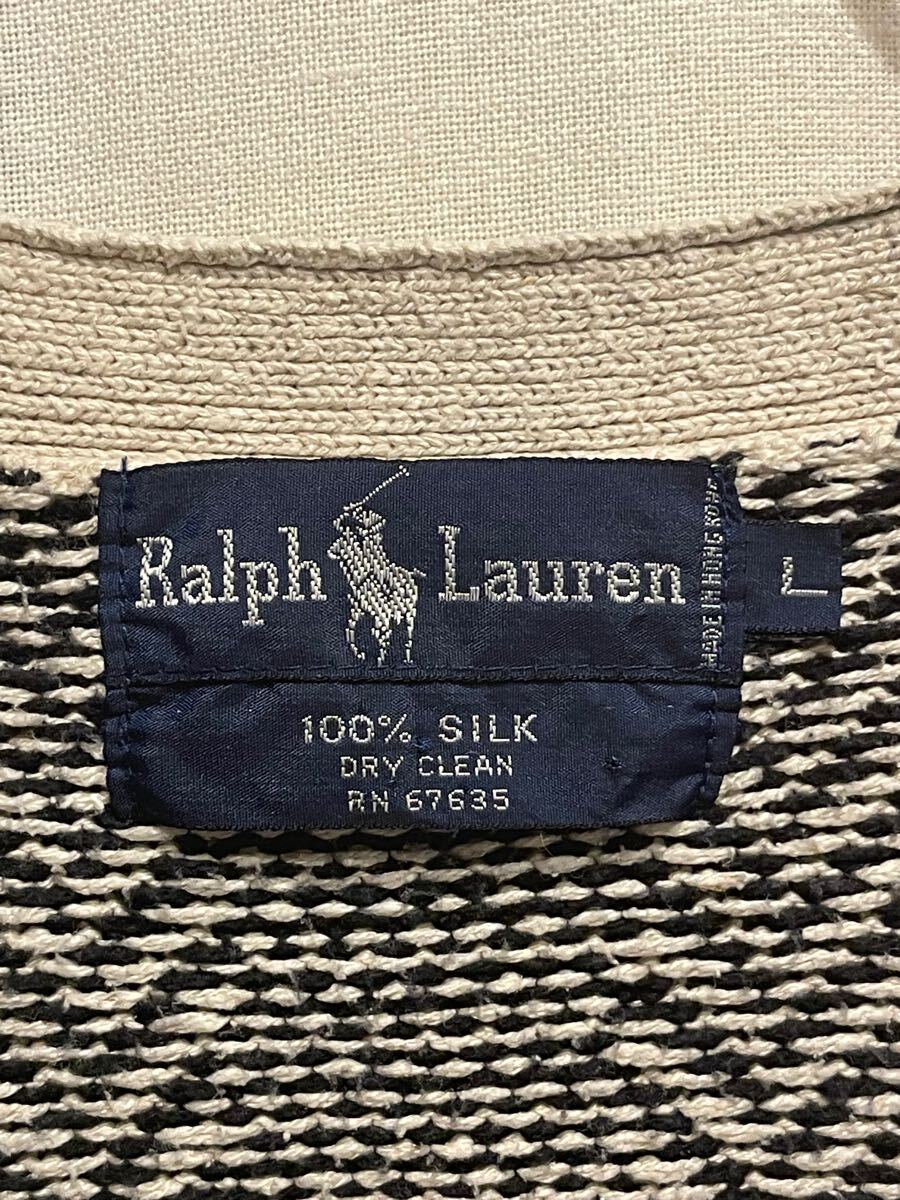 Ralph Lauren
MADE IN HONG KONG
L
100% SILK
DRY CLEAN
RN 67635